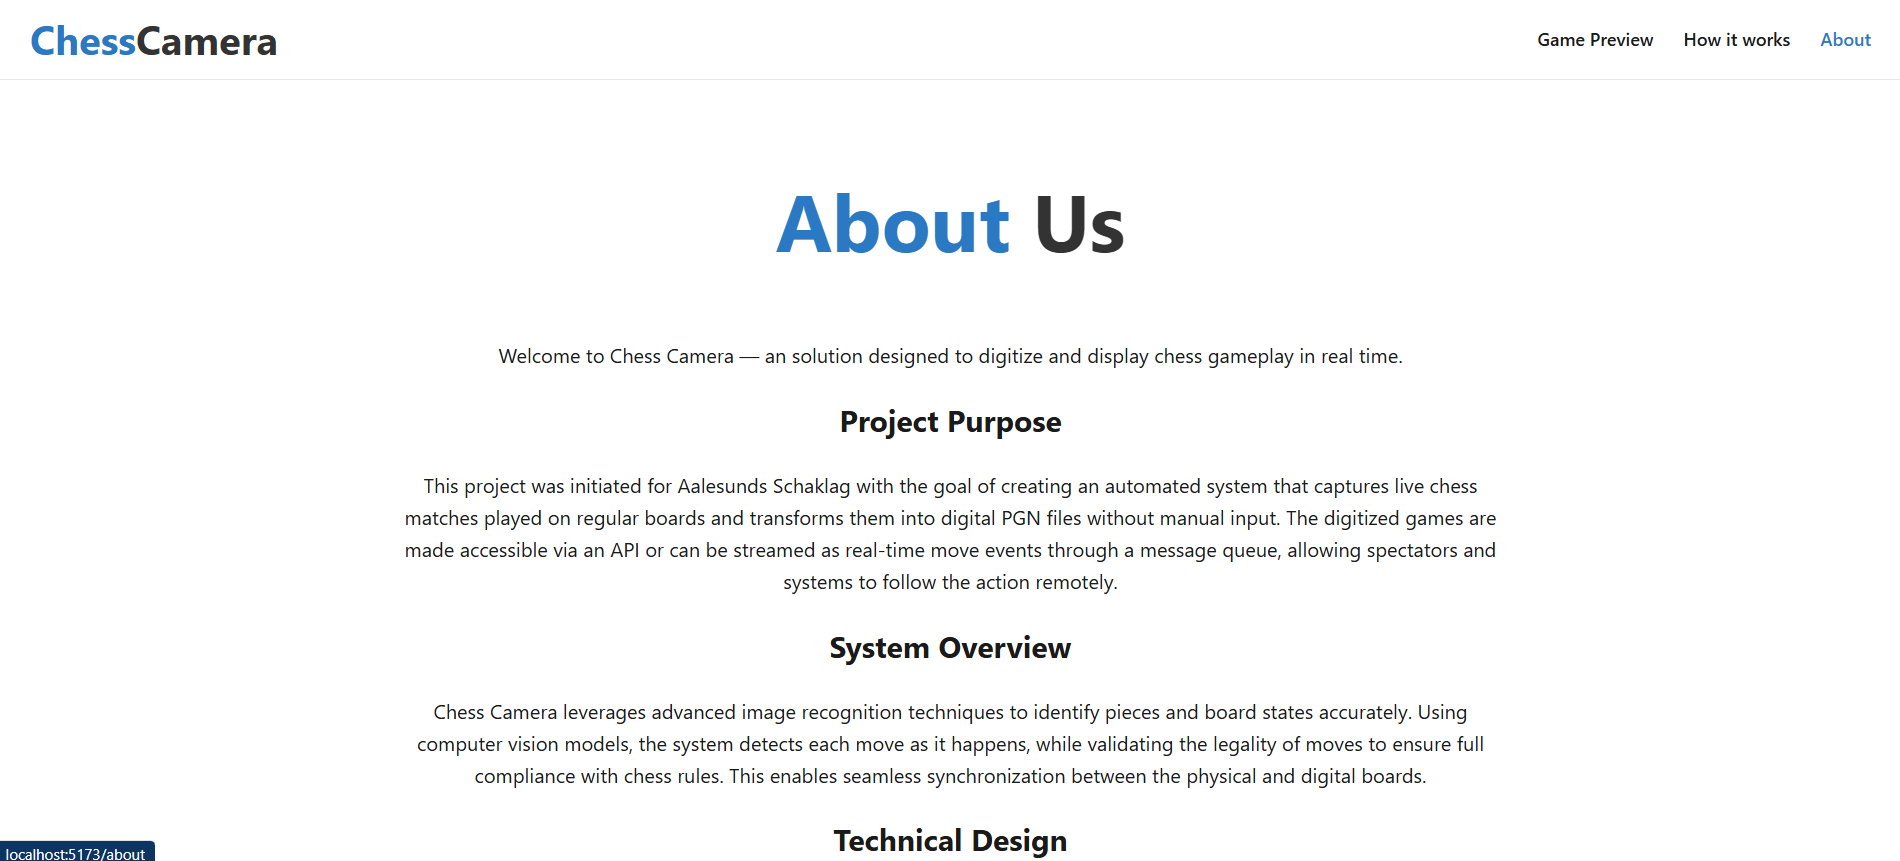 ChessCamera
Game Preview How it works About
About Us
Welcome to Chess Camera — an solution designed to digitize and display chess gameplay in real time.
Project Purpose
This project was initiated for Aalesunds Schaklag with the goal of creating an automated system that captures live chess
matches played on regular boards and transforms them into digital PGN files without manual input. The digitized games are
made accessible via an API or can be streamed as real-time move events through a message queue, allowing spectators and
systems to follow the action remotely.
System Overview
Chess Camera leverages advanced image recognition techniques to identify pieces and board states accurately. Using
computer vision models, the system detects each move as it happens, while validating the legality of moves to ensure full
compliance with chess rules. This enables seamless synchronization between the physical and digital boards.
Technical Design
localhost:5173/about